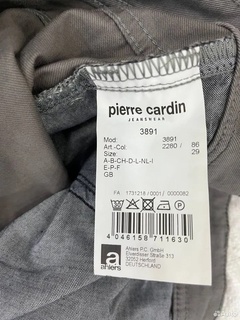 pierre cardin
JEANSWEAR
3891
Mod: 3891
Art.-Col: 2280 / 86
Size: 29
A-B-CH-D-L-NL-I
E-P-F
GB
FA 1731218 / 0001 / 0000082
4 046158 711630
a
ahlers
Ahlers P.C. GmbH
Elverdisser Straße 313
32052 Herford
DEUTSCHLAND